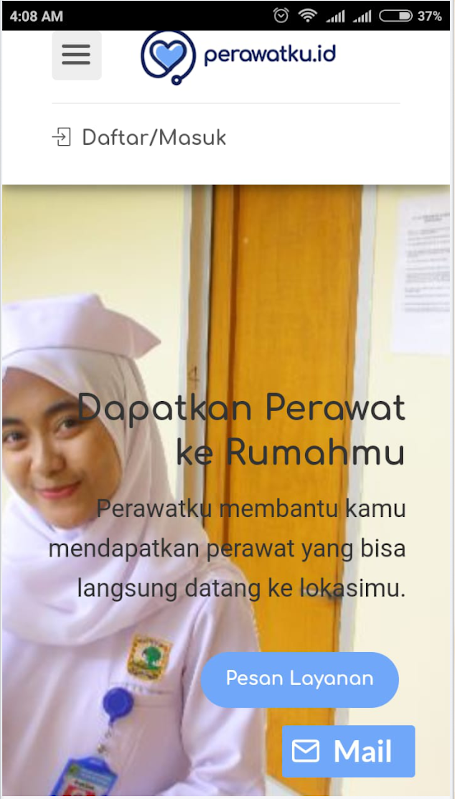 4:08 AM 37%
perawatku.id
Daftar/Masuk
Dapatkan Perawat
ke Rumahmu
Perawatku membantu kamu
mendapatkan perawat yang bisa
langsung datang ke lokasimu.
Pesan Layanan
Mail